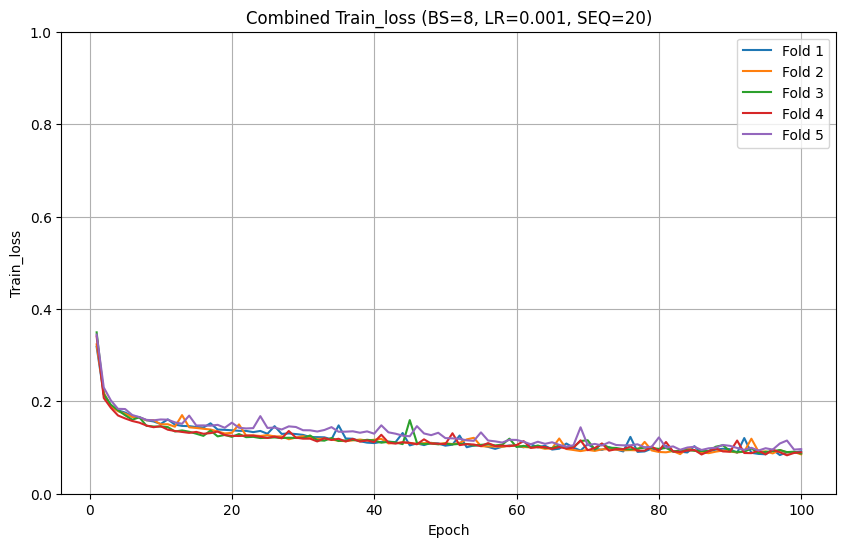 Combined Train_loss (BS=8, LR=0.001, SEQ=20)
1.0
0.8
0.6
0.4
0.2
0.0
Train_loss
0 20 40 60 80 100
Epoch
Fold 1
Fold 2
Fold 3
Fold 4
Fold 5